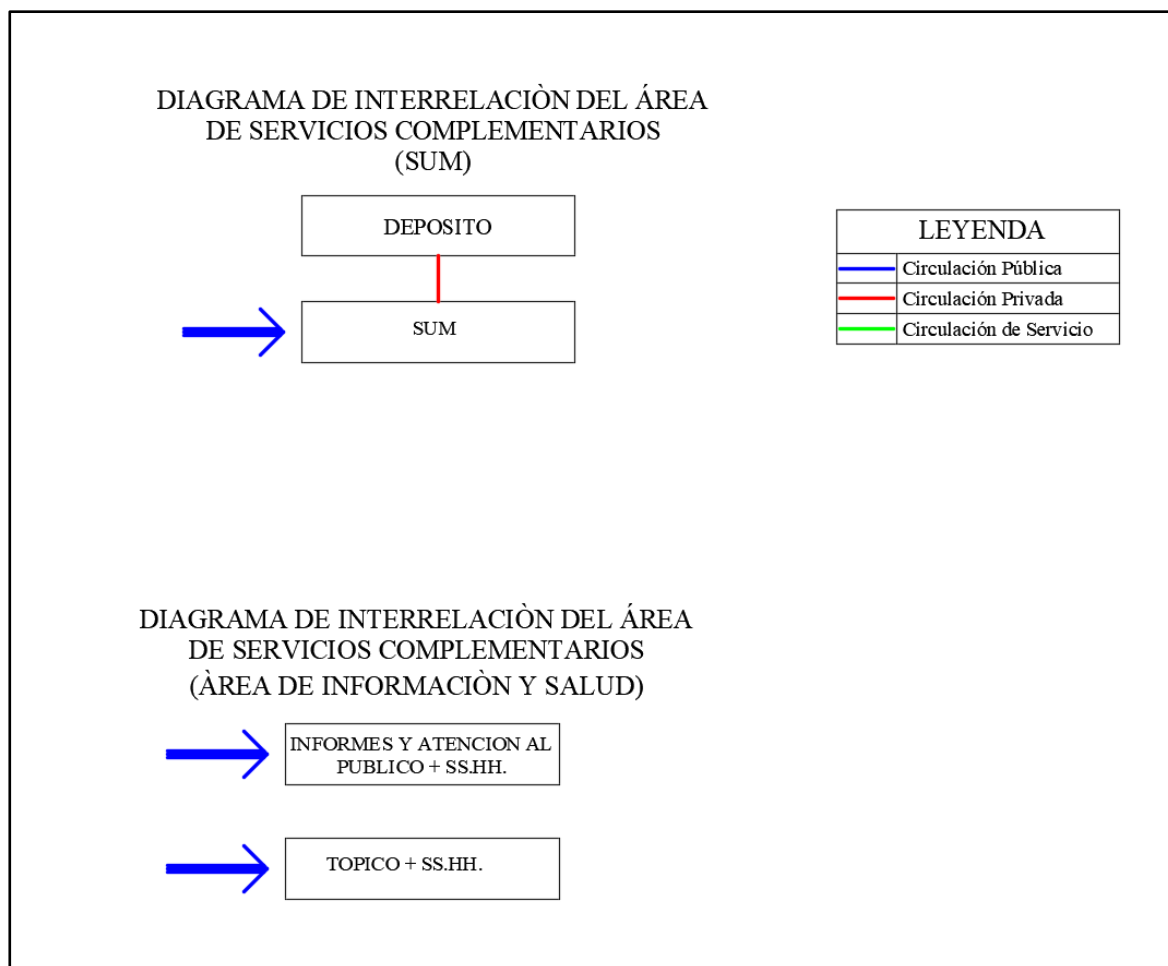 DIAGRAMA DE INTERRELACIÒN DEL ÁREA
DE SERVICIOS COMPLEMENTARIOS
(SUM)
DEPOSITO
SUM
LEYENDA
Circulación Pública
Circulación Privada
Circulación de Servicio
DIAGRAMA DE INTERRELACIÒN DEL ÁREA
DE SERVICIOS COMPLEMENTARIOS
(ÀREA DE INFORMACIÒN Y SALUD)
INFORMES Y ATENCION AL
PUBLICO + SS.HH.
TOPICO + SS.HH.